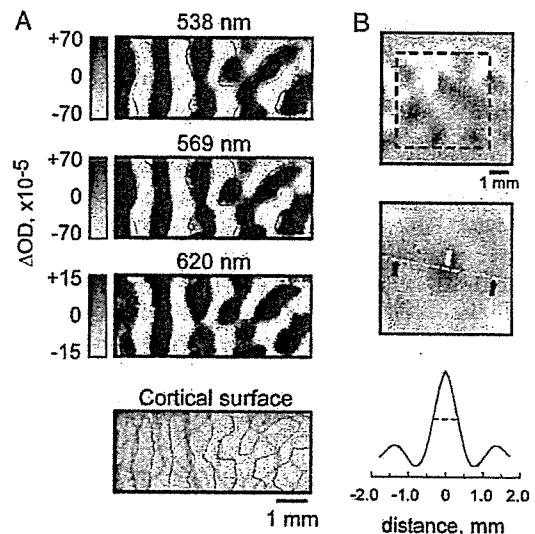 A
538 nm
+70
0
-70
569 nm
+70
0
-70
ΔOD, x10-5
620 nm
+15
0
-15
Cortical surface
1 mm
B
1 mm
-2.0 -1.0 0 1.0 2.0
distance, mm